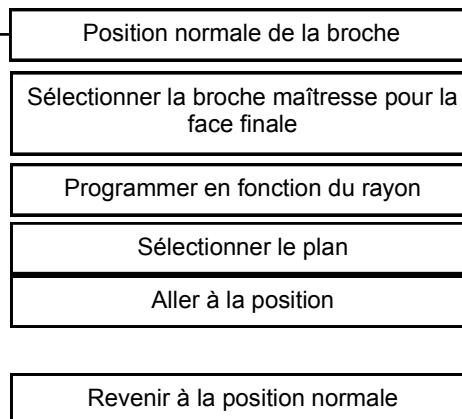 Position normale de la broche
Sélectionner la broche maîtresse pour la
face finale
Programmer en fonction du rayon
Sélectionner le plan
Aller à la position
Revenir à la position normale